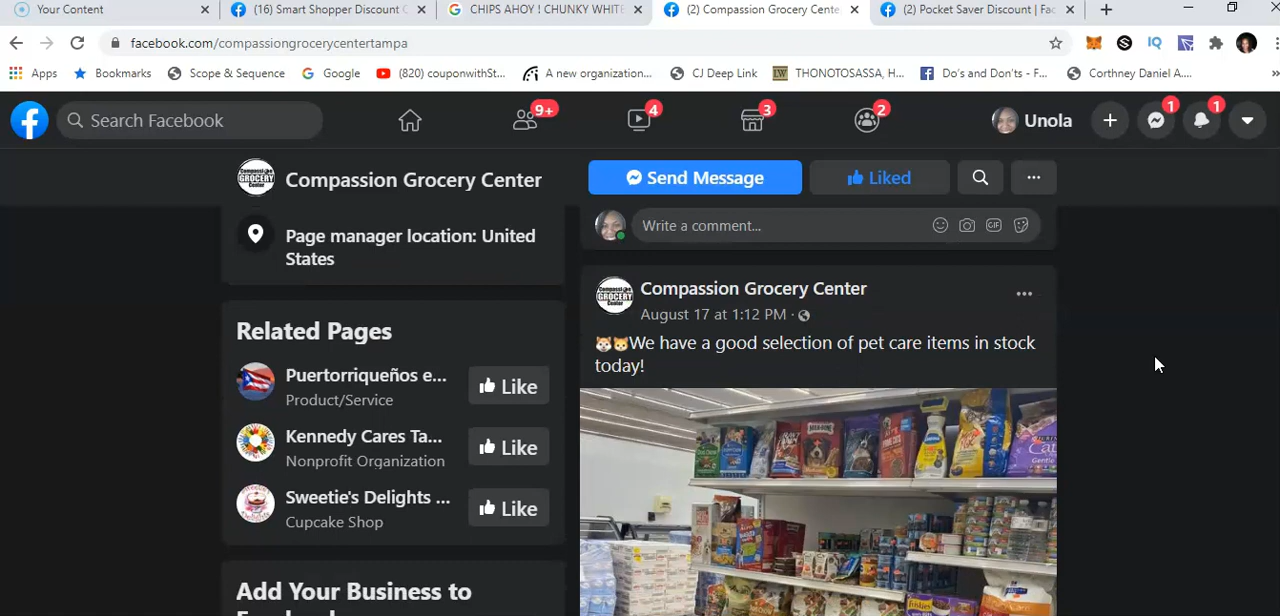 Your Content
(16) Smart Shopper Discount
CHIPS AHOY ! CHUNKY WHITE
(2) Compassion Grocery Cente
(2) Pocket Saver Discount | Fac
facebook.com/compassiongrocerycentertampa
Apps
Bookmarks
Scope & Sequence
Google
(820) couponwithSt...
A new organization...
CJ Deep Link
THONOTOSASSA, H...
Do's and Don'ts - F...
Corthney Daniel A....
Search Facebook
9+
4
3
2
Unola
1
1
Compassion Grocery Center
Send Message
Liked
Page manager location: United
States
Write a comment...
GIF
Related Pages
Puertorriqueños e...
Product/Service
Like
Kennedy Cares Ta...
Nonprofit Organization
Like
Sweetie's Delights ...
Cupcake Shop
Like
Add Your Business to
Compassion Grocery Center
August 17 at 1:12 PM ·
🐹🐱We have a good selection of pet care items in stock
today!